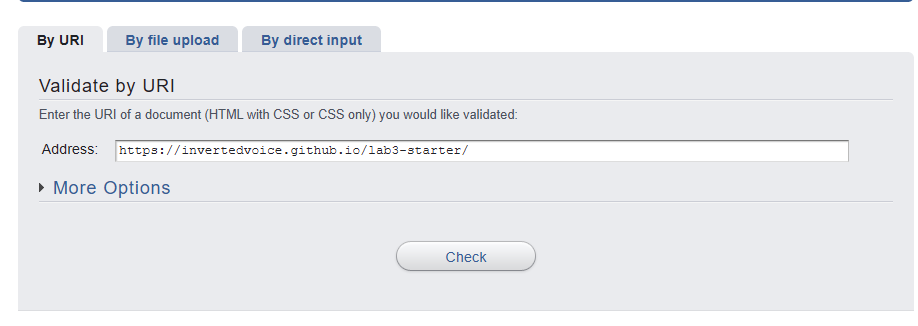 By URI
By file upload
By direct input
Validate by URI
Enter the URI of a document (HTML with CSS or CSS only) you would like validated:
Address: https://invertedvoice.github.io/lab3-starter/
More Options
Check